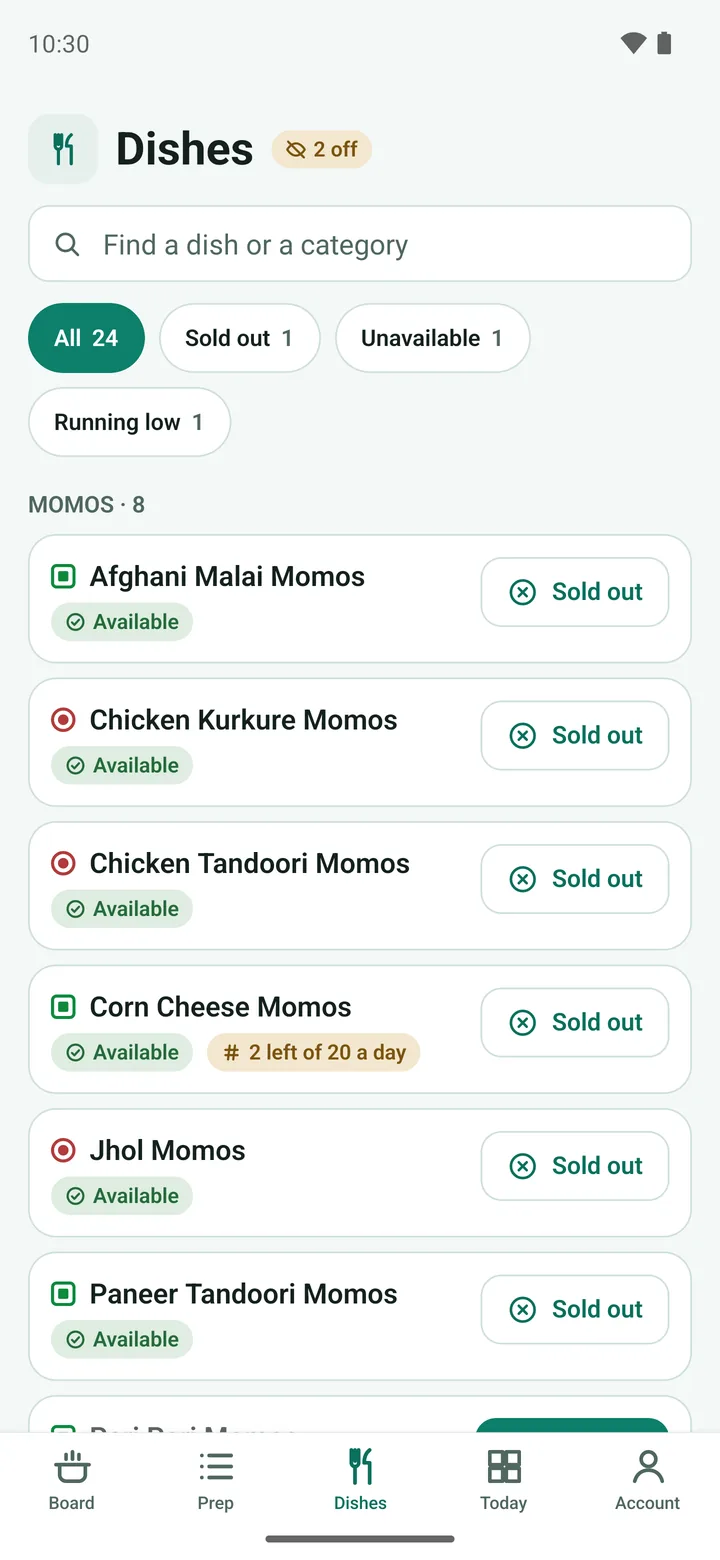 10:30
Dishes
2 off
Find a dish or a category
All 24
Sold out 1
Unavailable 1
Running low 1
MOMOS · 8
Afghani Malai Momos
Available
Sold out
Chicken Kurkure Momos
Available
Sold out
Chicken Tandoori Momos
Available
Sold out
Corn Cheese Momos
Available
# 2 left of 20 a day
Sold out
Jhol Momos
Available
Sold out
Paneer Tandoori Momos
Available
Sold out
Board
Prep
Dishes
Today
Account